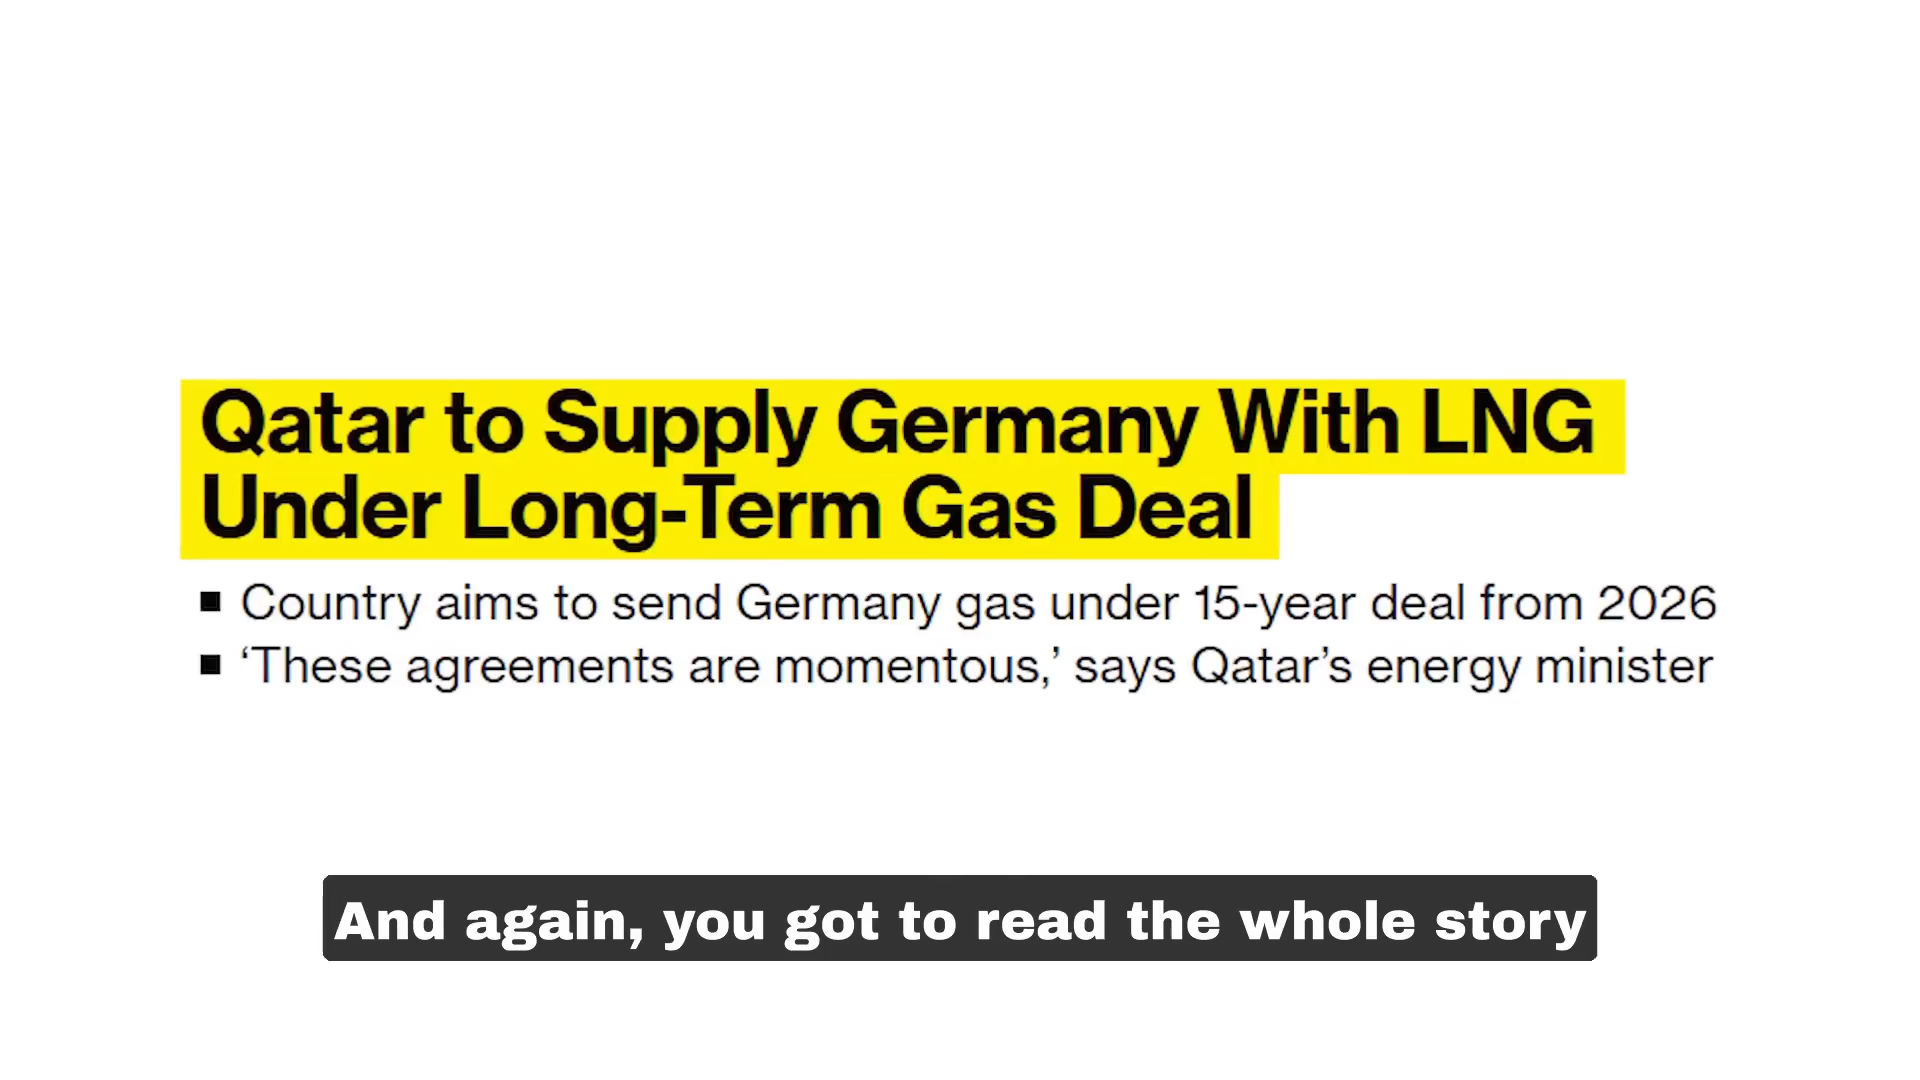 Qatar to Supply Germany With LNG
Under Long-Term Gas Deal
■ Country aims to send Germany gas under 15-year deal from 2026
■ ‘These agreements are momentous,’ says Qatar’s energy minister
And again, you got to read the whole story